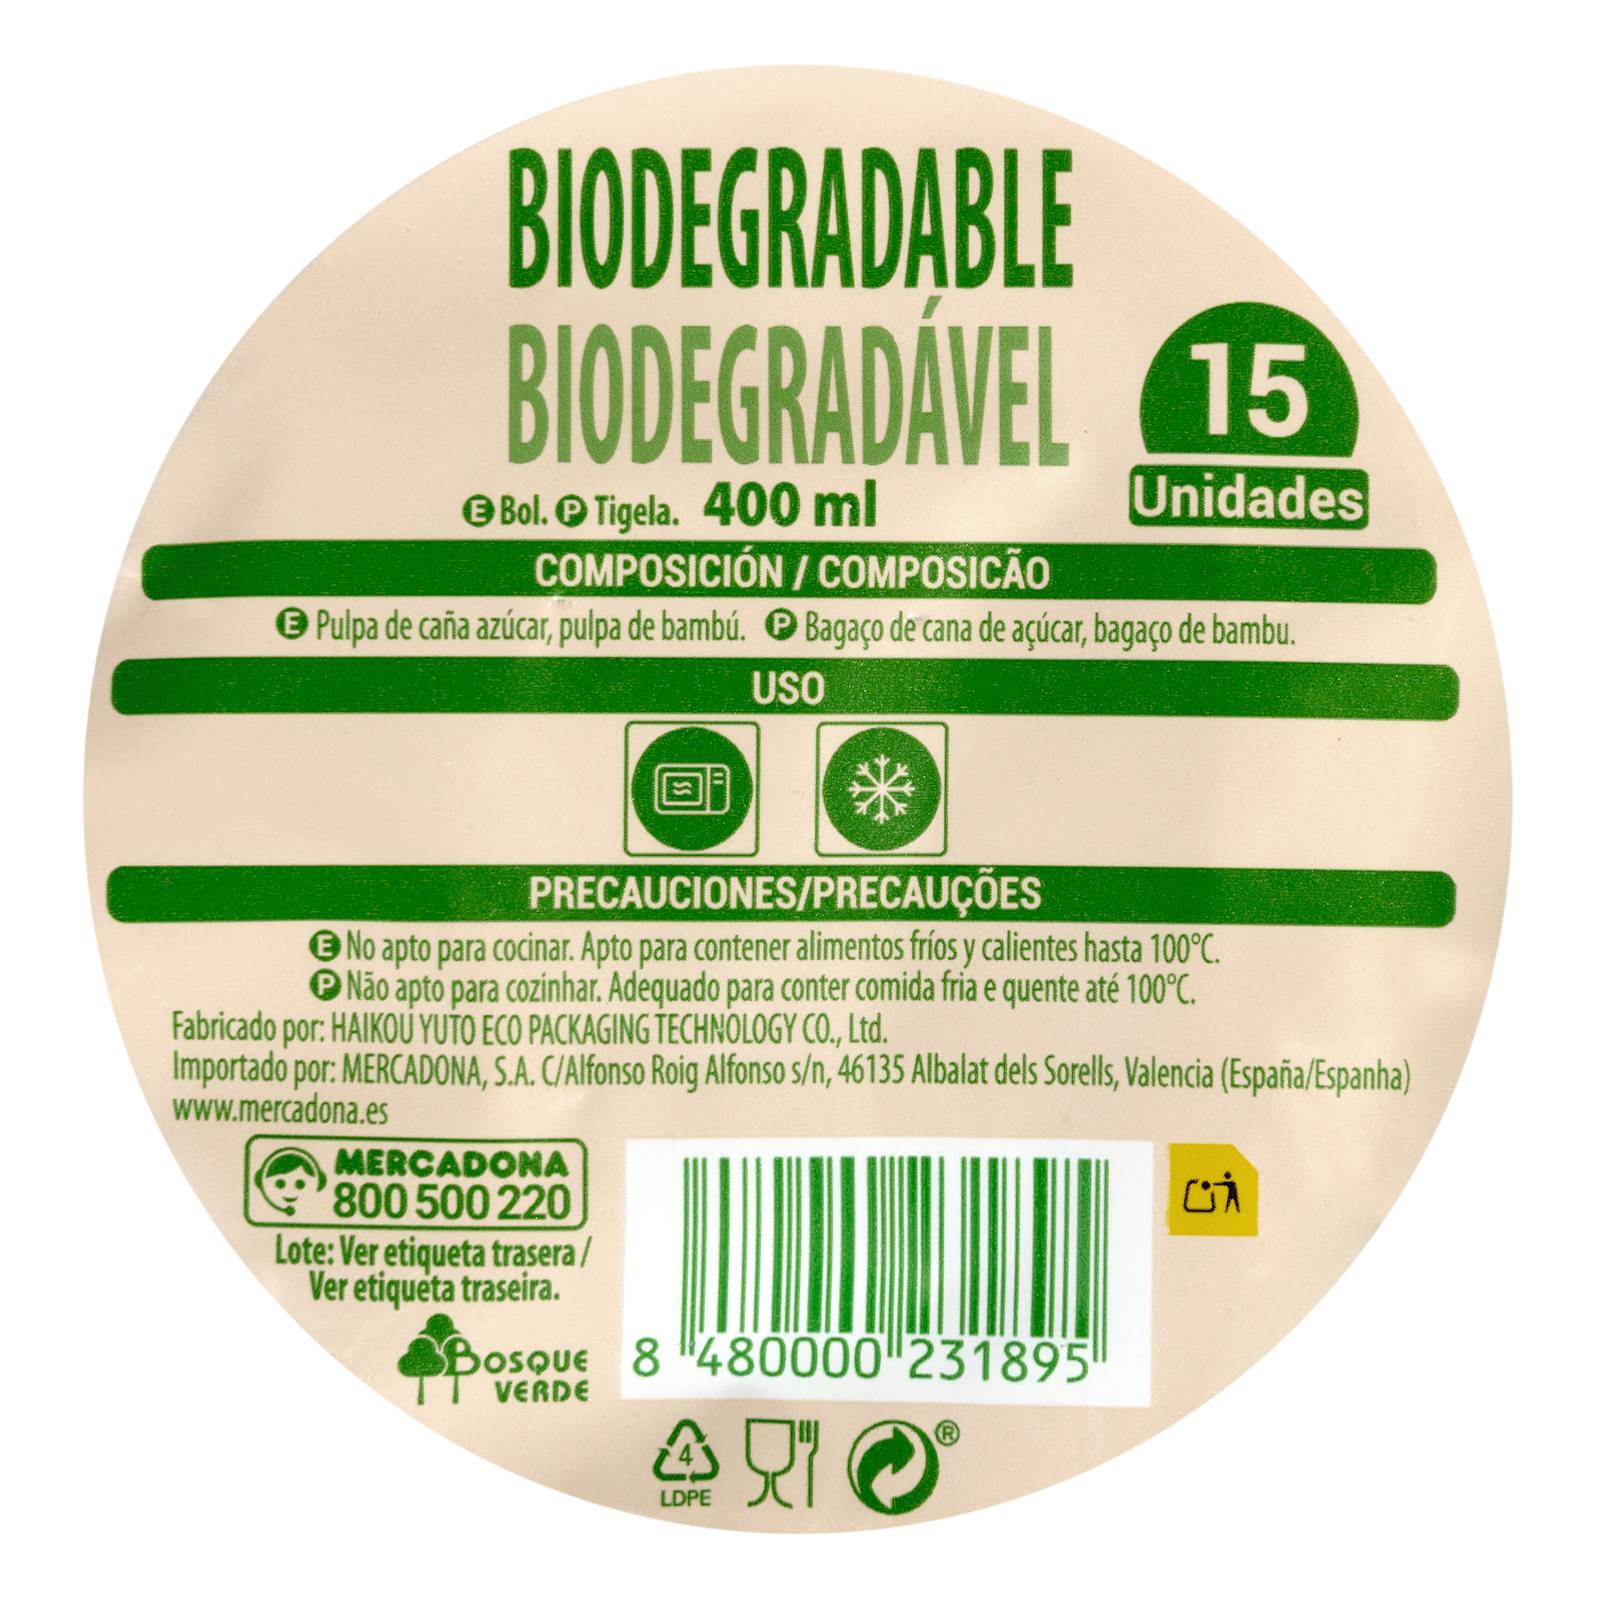 BIODEGRADABLE
BIODEGRADÁVEL
15
Unidades
E Bol. P Tigela. 400 ml
COMPOSICIÓN / COMPOSICÃO
E Pulpa de caña azúcar, pulpa de bambú. P Bagaço de cana de açúcar, bagaço de bambu.
USO
PRECAUCIONES/PRECAUÇÕES
E No apto para cocinar. Apto para contener alimentos fríos y calientes hasta 100°C.
P Não apto para cozinhar. Adequado para conter comida fria e quente até 100°C.
Fabricado por: HAIKOU YUTO ECO PACKAGING TECHNOLOGY CO., Ltd.
Importado por: MERCADONA, S.A. C/Alfonso Roig Alfonso s/n, 46135 Albalat dels Sorells, Valencia (España/Espanha)
www.mercadona.es
MERCADONA
800 500 220
Lote: Ver etiqueta trasera /
Ver etiqueta traseira.
BOSQUE
VERDE
8 480000 231895
4
LDPE
®